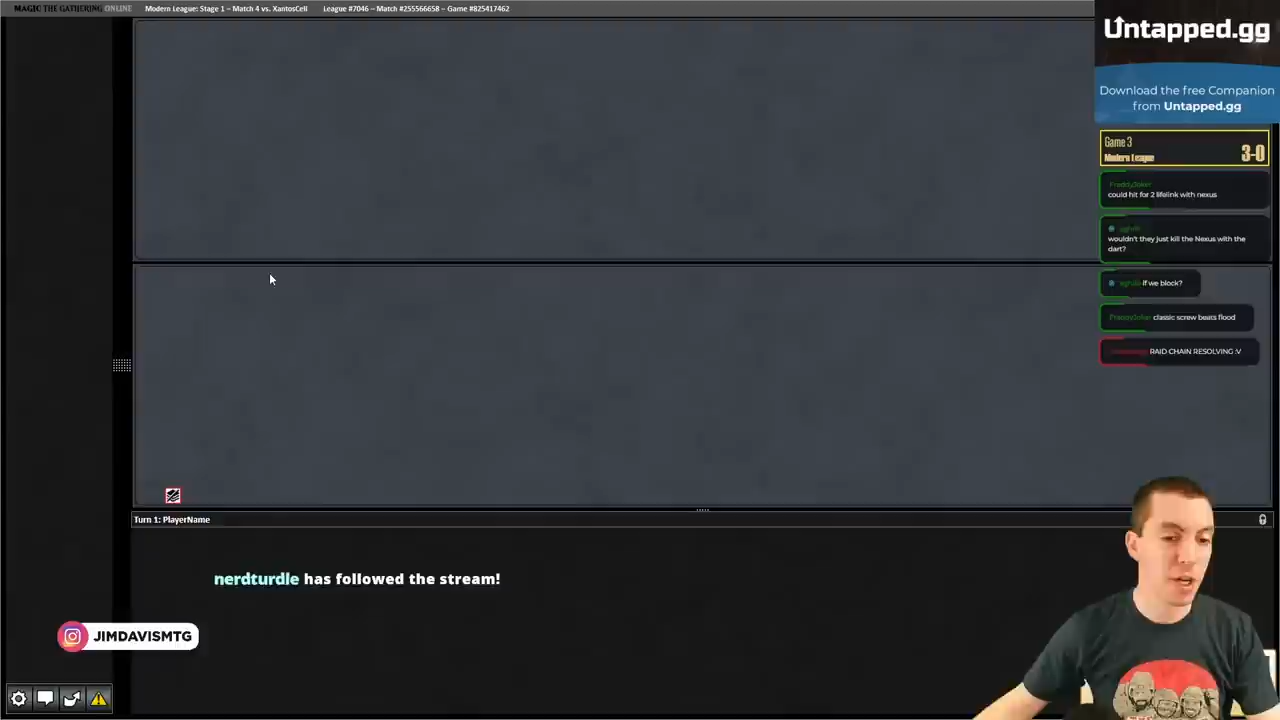 MAGIC THE GATHERING ONLINE
Modern League: Stage 1 – Match 4 vs. XantosCell
League #7046 – Match #255566658 – Game #825417462
Untapped.gg
Download the free Companion
from Untapped.gg
Game 3
Modern League
3-0
FreddyJoker
could hit for 2 lifelink with nexus
wouldn't they just kill the Nexus with the
dart?
if we block?
FreddyJoker classic screw beats flood
RAID CHAIN RESOLVING :V
Turn 1: PlayerName
nerdturdle has followed the stream!
JIMDAVISMTG